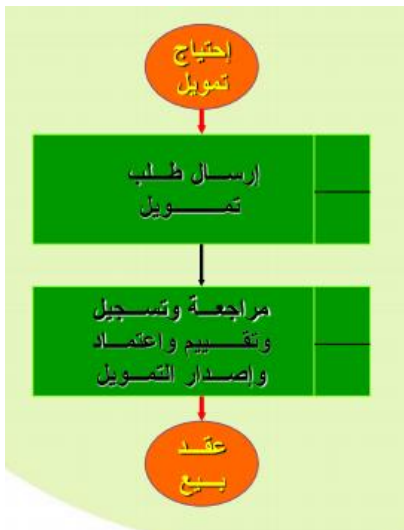 إحتياج
تمويل
إرسال طلب
تمويل
مراجعة وتسجيل
وتقييم واعتماد
وإصدار التمويل
عقد
بيع